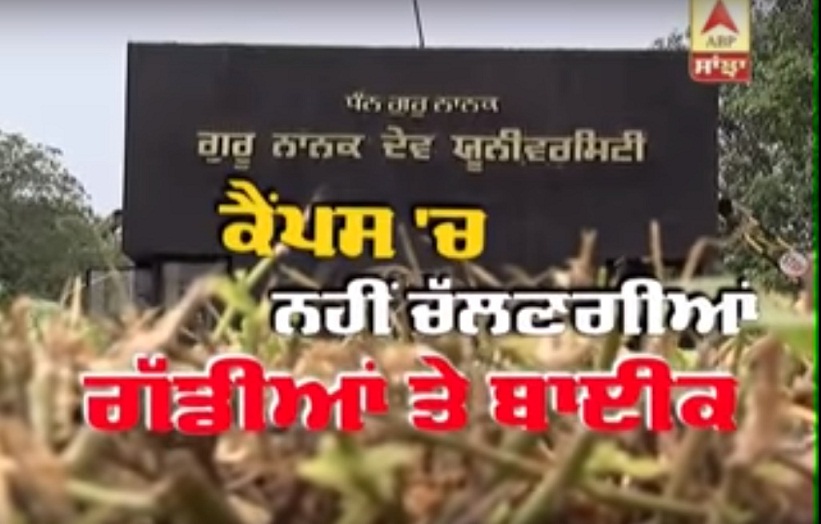 ABP
ਸਾਂਝਾ
ਧੰਨ ਗੁਰੂ ਨਾਨਕ
ਗੁਰੂ ਨਾਨਕ ਦੇਵ ਯੂਨੀਵਰਸਿਟੀ
ਕੈਂਪਸ 'ਚ
ਨਹੀਂ ਚੱਲਣਗੀਆਂ
ਗੱਡੀਆਂ ਤੇ ਬਾਈਕ